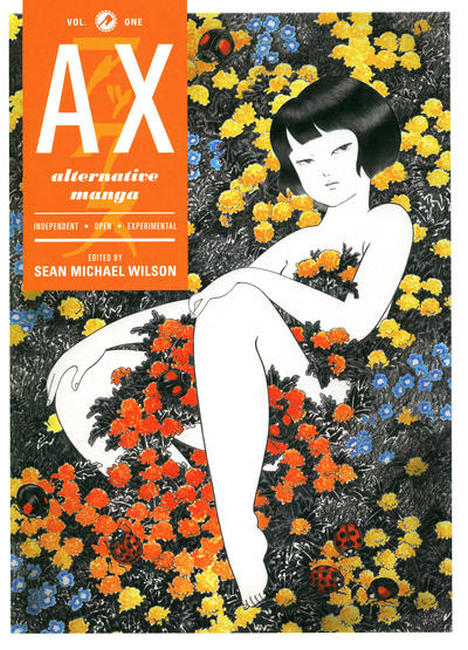 VOL. ONE
AX
alternative
manga
INDEPENDENT • OPEN • EXPERIMENTAL
EDITED BY
SEAN MICHAEL WILSON